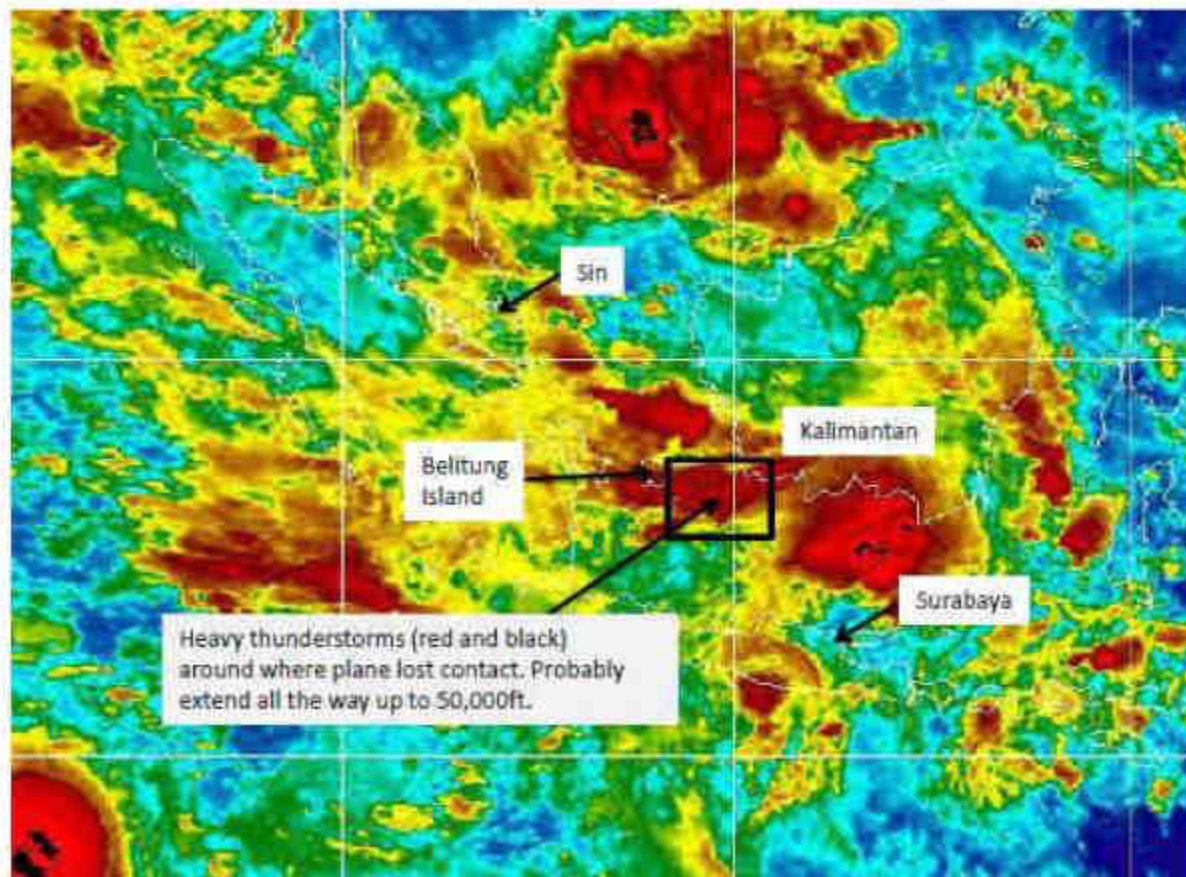 Sin
Kalimantan
Belitung
Island
Surabaya
Heavy thunderstorms (red and black)
around where plane lost contact. Probably
extend all the way up to 50,000ft.